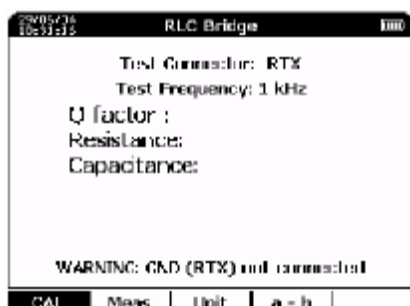 RLC Bridge
Test Connector: RTX
Test Frequency: 1 kHz
Q factor :
Resistance:
Capacitance:
WARNING: GND (RTX) not connected
CAL Meas Unit a - b